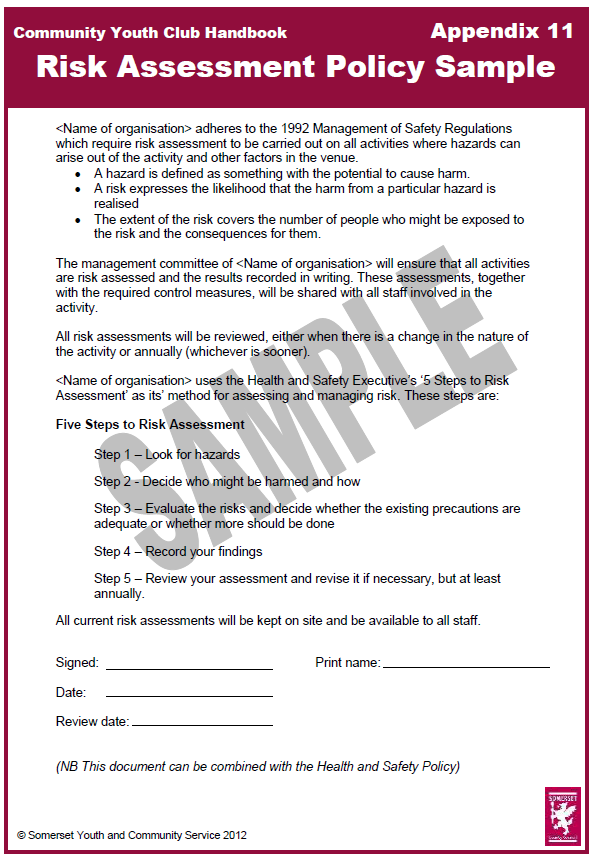 Community Youth Club Handbook
Appendix 11
Risk Assessment Policy Sample
<Name of organisation> adheres to the 1992 Management of Safety Regulations
which require risk assessment to be carried out on all activities where hazards can
arise out of the activity and other factors in the venue.
• A hazard is defined as something with the potential to cause harm.
• A risk expresses the likelihood that the harm from a particular hazard is
realised
• The extent of the risk covers the number of people who might be exposed to
the risk and the consequences for them.
The management committee of <Name of organisation> will ensure that all activities
are risk assessed and the results recorded in writing. These assessments, together
with the required control measures, will be shared with all staff involved in the
activity.
All risk assessments will be reviewed, either when there is a change in the nature of
the activity or annually (whichever is sooner).
<Name of organisation> uses the Health and Safety Executive's '5 Steps to Risk
Assessment' as its' method for assessing and managing risk. These steps are:
Five Steps to Risk Assessment
Step 1 – Look for hazards
Step 2 - Decide who might be harmed and how
Step 3 – Evaluate the risks and decide whether the existing precautions are
adequate or whether more should be done
Step 4 – Record your findings
Step 5 – Review your assessment and revise it if necessary, but at least
annually.
All current risk assessments will be kept on site and be available to all staff.
Signed: Print name:
Date:
Review date:
(NB This document can be combined with the Health and Safety Policy)
SAMPLE
SOMERSET
© Somerset Youth and Community Service 2012